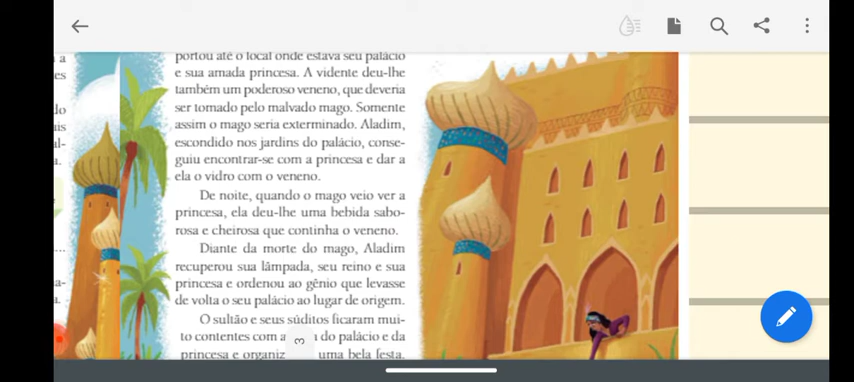 a
es
do
is
al-
a.
a-
a.
portou até o local onde estava seu palácio
e sua amada princesa. A vidente deu-lhe
também um poderoso veneno, que deveria
ser tomado pelo malvado mago. Somente
assim o mago seria exterminado. Aladim,
escondido nos jardins do palácio, conse-
guiu encontrar-se com a princesa e dar a
ela o vidro com o veneno.
De noite, quando o mago veio ver a
princesa, ela deu-lhe uma bebida sabo-
rosa e cheirosa que continha o veneno.
Diante da morte do mago, Aladim
recuperou sua lâmpada, seu reino e sua
princesa e ordenou ao gênio que levasse
de volta o seu palácio ao lugar de origem.
O sultão e seus súditos ficaram mui-
to contentes com a do palácio e da
princesa e organiz uma bela festa.
3